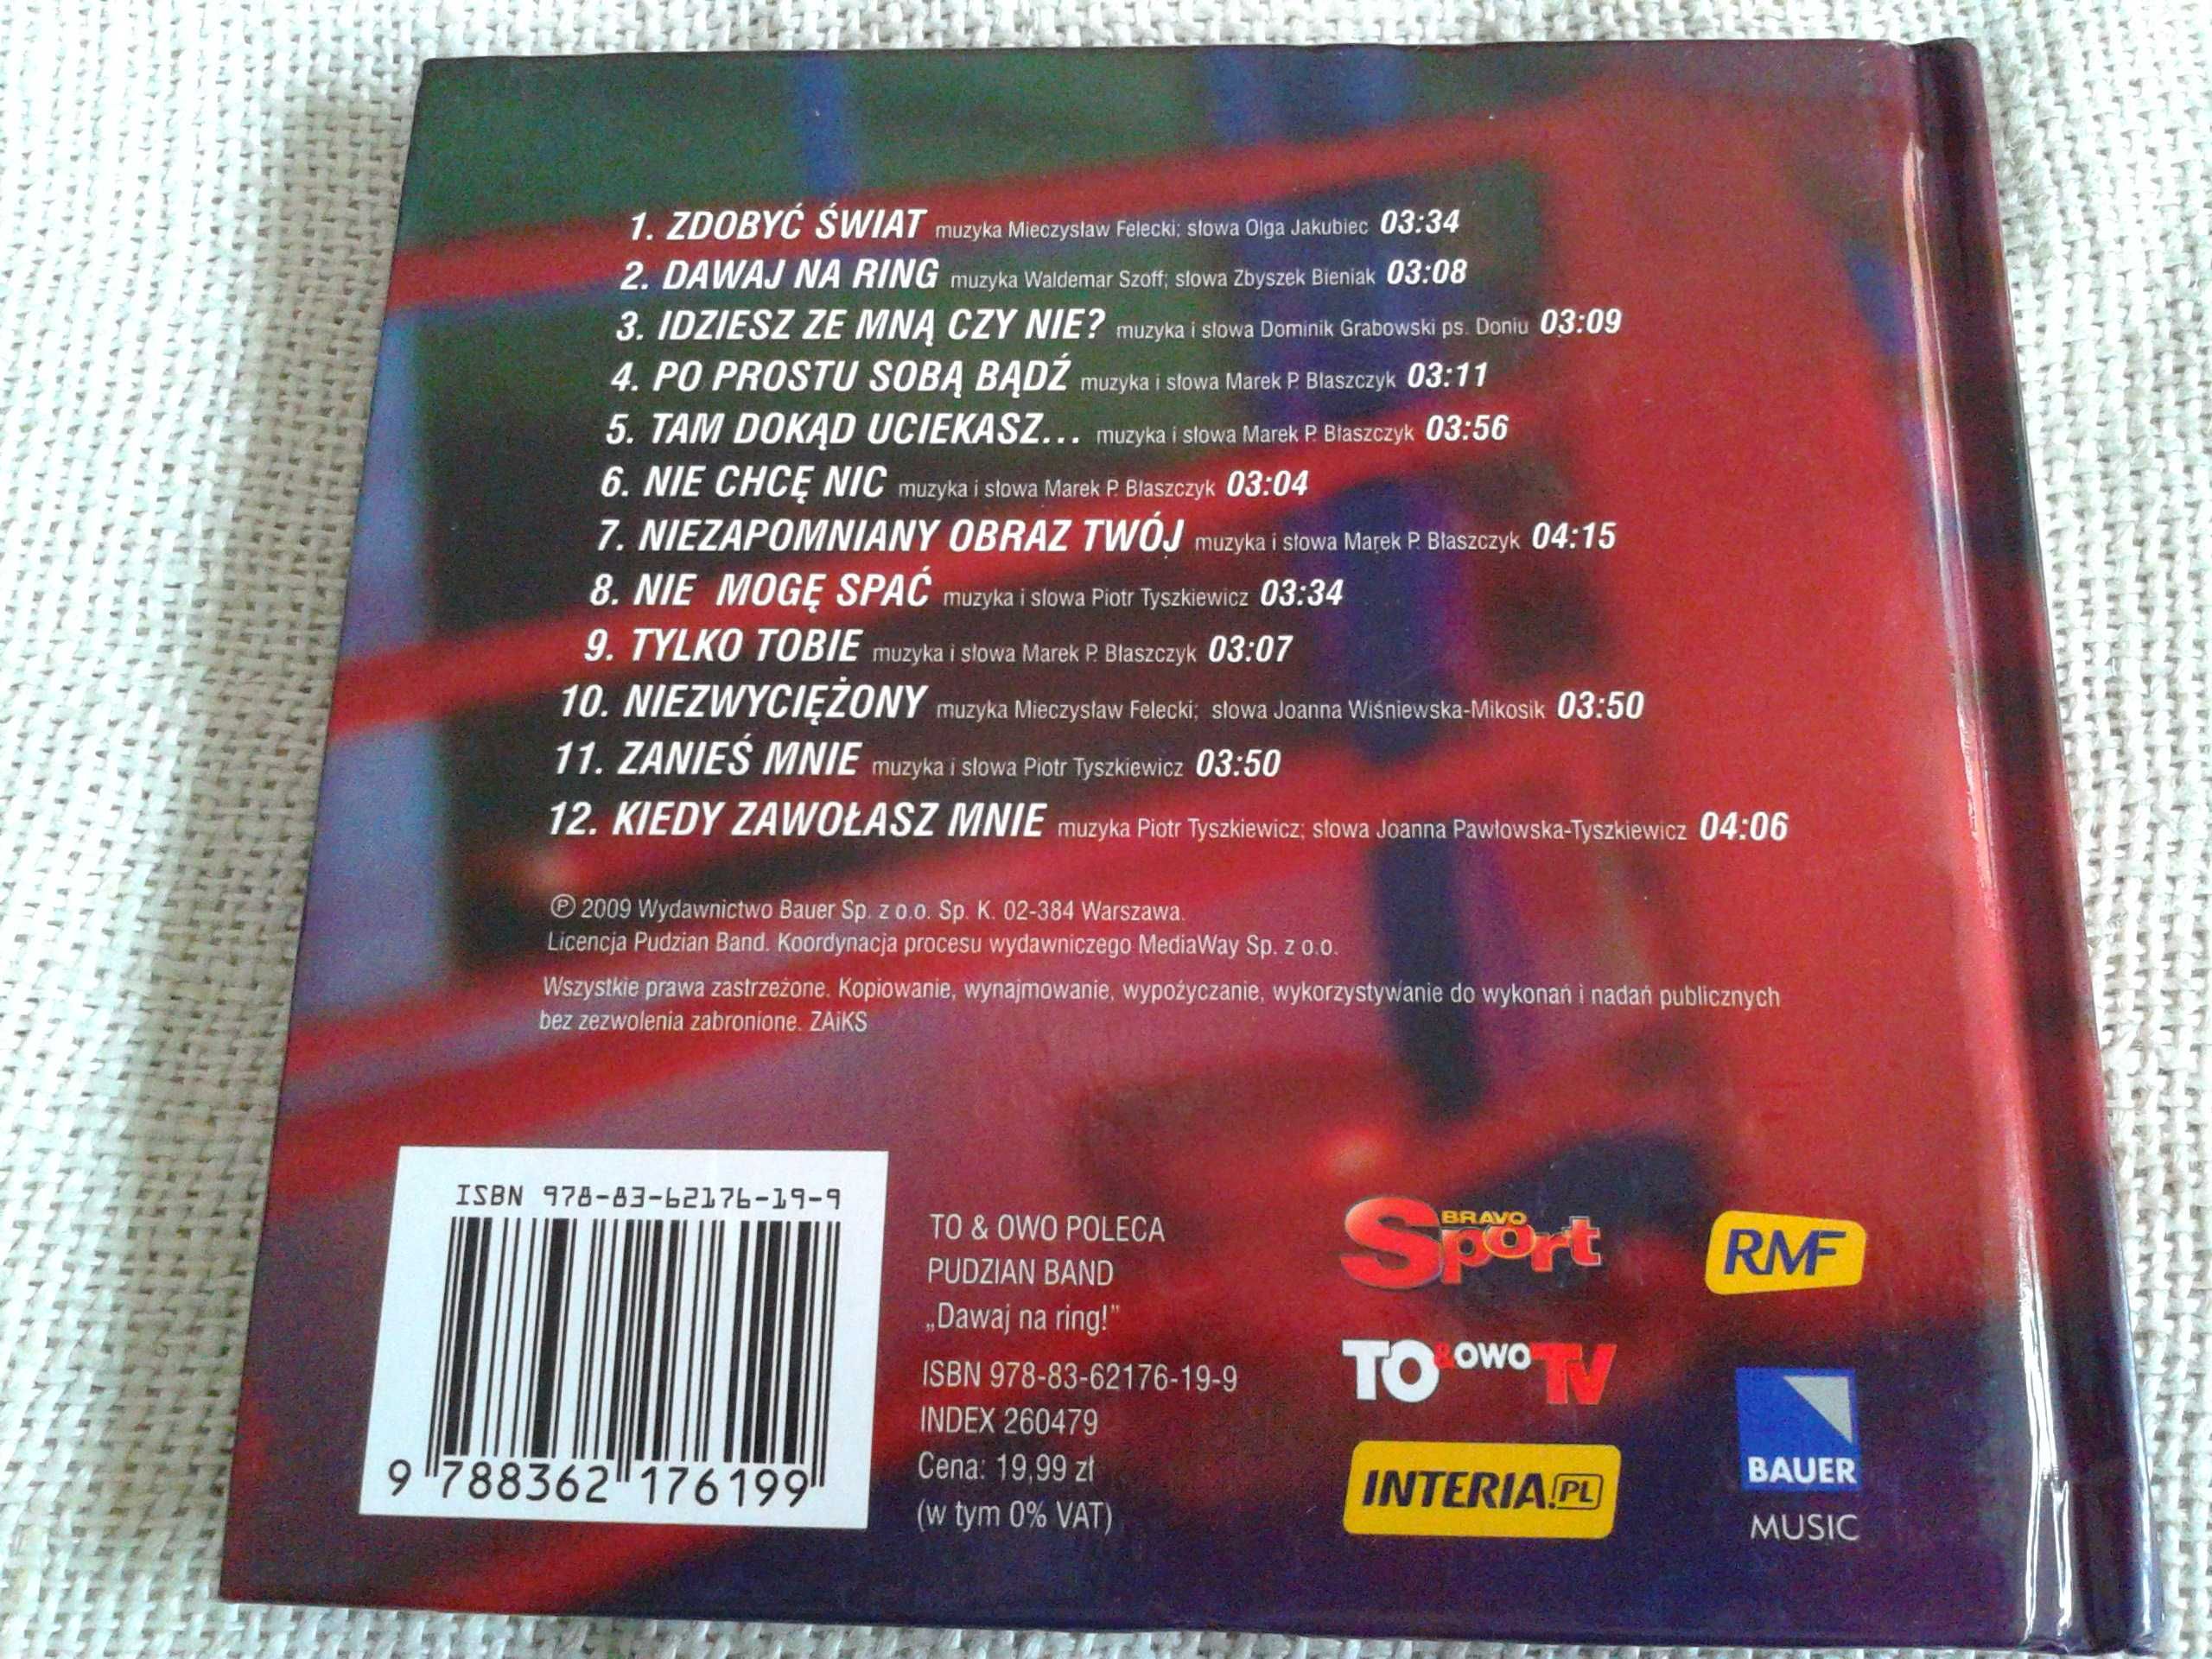 1. ZDOBYĆ ŚWIAT muzyka Mieczysław Felecki; słowa Olga Jakubiec 03:34
2. DAWAJ NA RING muzyka Waldemar Szoff; słowa Zbyszek Bieniak 03:08
3. IDZIESZ ZE MNĄ CZY NIE? muzyka i słowa Dominik Grabowski ps. Doniu 03:09
4. PO PROSTU SOBĄ BĄDŹ muzyka i słowa Marek P. Błaszczyk 03:11
5. TAM DOKĄD UCIEKASZ... muzyka i słowa Marek P. Błaszczyk 03:56
6. NIE CHCĘ NIC muzyka i słowa Marek P. Błaszczyk 03:04
7. NIEZAPOMNIANY OBRAZ TWÓJ muzyka i słowa Marek P. Błaszczyk 04:15
8. NIE MOGĘ SPAĆ muzyka i słowa Piotr Tyszkiewicz 03:34
9. TYLKO TOBIE muzyka i słowa Marek P. Błaszczyk 03:07
10. NIEZWYCIĘŻONY muzyka Mieczysław Felecki; słowa Joanna Wiśniewska-Mikosik 03:50
11. ZANIEŚ MNIE muzyka i słowa Piotr Tyszkiewicz 03:50
12. KIEDY ZAWOŁASZ MNIE muzyka Piotr Tyszkiewicz; słowa Joanna Pawłowska-Tyszkiewicz 04:06
℗ 2009 Wydawnictwo Bauer Sp. z o.o. Sp. K. 02-384 Warszawa.
Licencja Pudzian Band. Koordynacja procesu wydawniczego MediaWay Sp. z o.o.
Wszystkie prawa zastrzeżone. Kopiowanie, wynajmowanie, wypożyczanie, wykorzystywanie do wykonań i nadań publicznych
bez zezwolenia zabronione. ZAiKS
ISBN 978-83-62176-19-9
9 788362 176199
TO & OWO POLECA
PUDZIAN BAND
„Dawaj na ring!”
ISBN 978-83-62176-19-9
INDEX 260479
Cena: 19,99 zł
(w tym 0% VAT)
BRAVO
Sport
RMF
TO & OWO TV
INTERIA.PL
BAUER
MUSIC